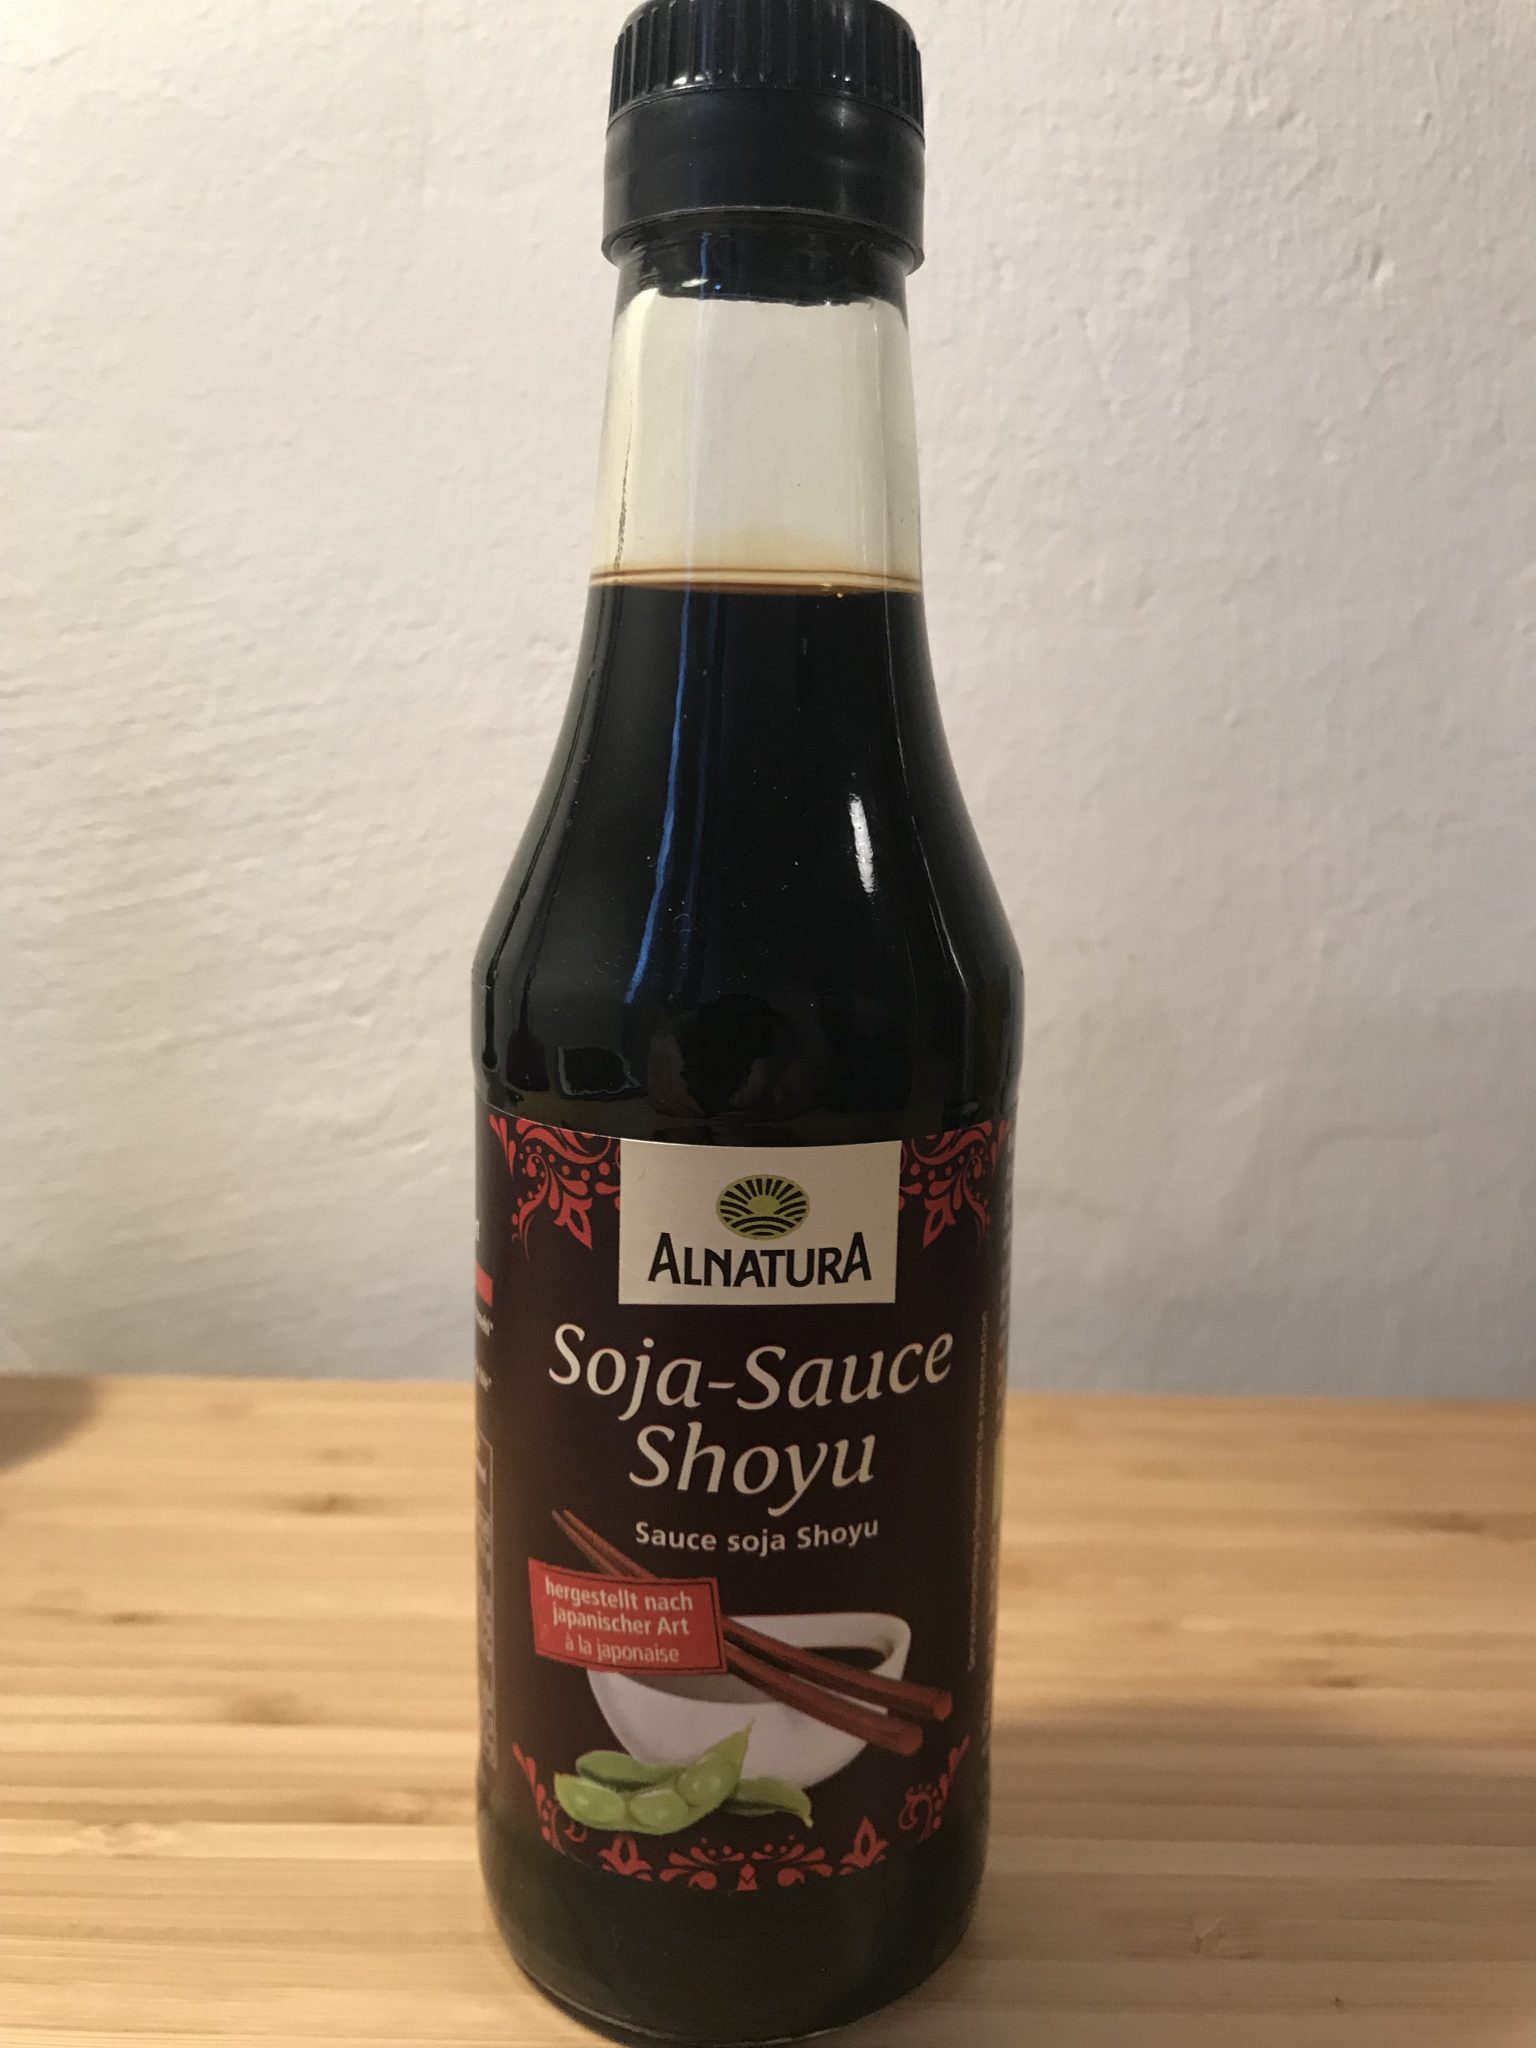 ALNATURA
Soja-Sauce
Shoyu
Sauce soja Shoyu
hergestellt nach
japanischer Art
à la japonaise